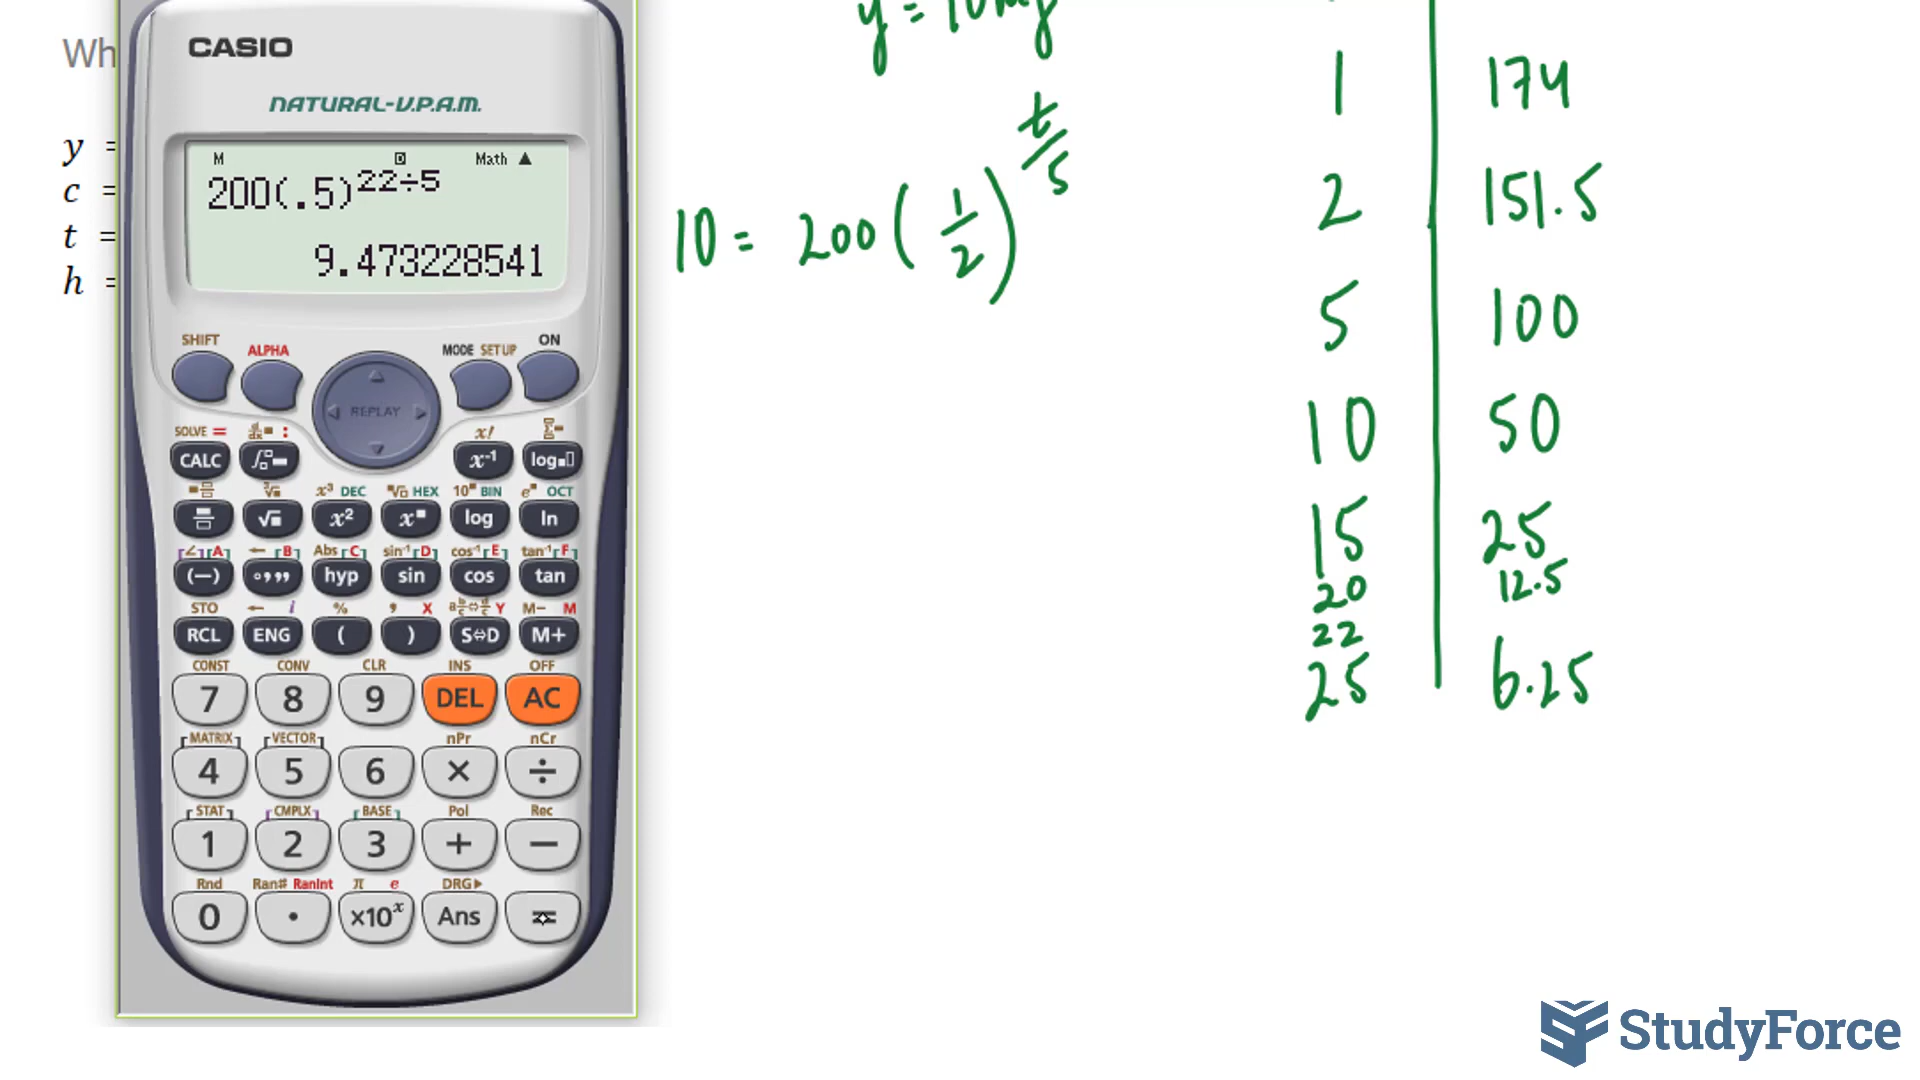 Wh
y =
c =
t =
h =
CASIO
NATURAL-V.P.A.M.
M D Math ▲
200(.5)^22÷5
9.473228541
SHIFT ALPHA MODE SETUP ON
REPLAY
SOLVE = d/dx : x! Σ
CALC ∫ x⁻¹ log
x³ DEC HEX 10 BIN e OCT
√ x² x log ln
∠ A ← B Abs C sin⁻¹ D cos⁻¹ E tan⁻¹ F
(−) °,,, hyp sin cos tan
STO ← i % , X Y M− M
RCL ENG ( ) S⇔D M+
CONST CONV CLR INS OFF
7 8 9 DEL AC
MATRIX VECTOR nPr nCr
4 5 6 × ÷
STAT CMPLX BASE Pol Rec
1 2 3 + −
Rnd Ran# RanInt π e DRG▶
0 . ×10ˣ Ans =
y = 10mg
10 = 200(1/2)^t/5
1 174
2 151.5
5 100
10 50
15 25
20 12.5
22
25 6.25
StudyForce